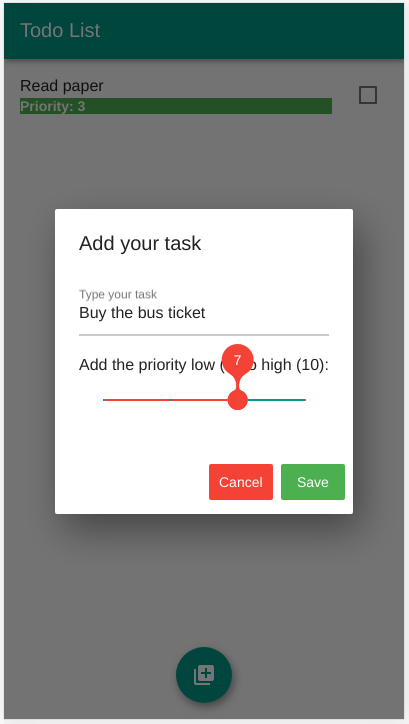 Todo List
Read paper
Priority: 3
Add your task
Type your task
Buy the bus ticket
7
Add the priority low high (10):
Cancel
Save